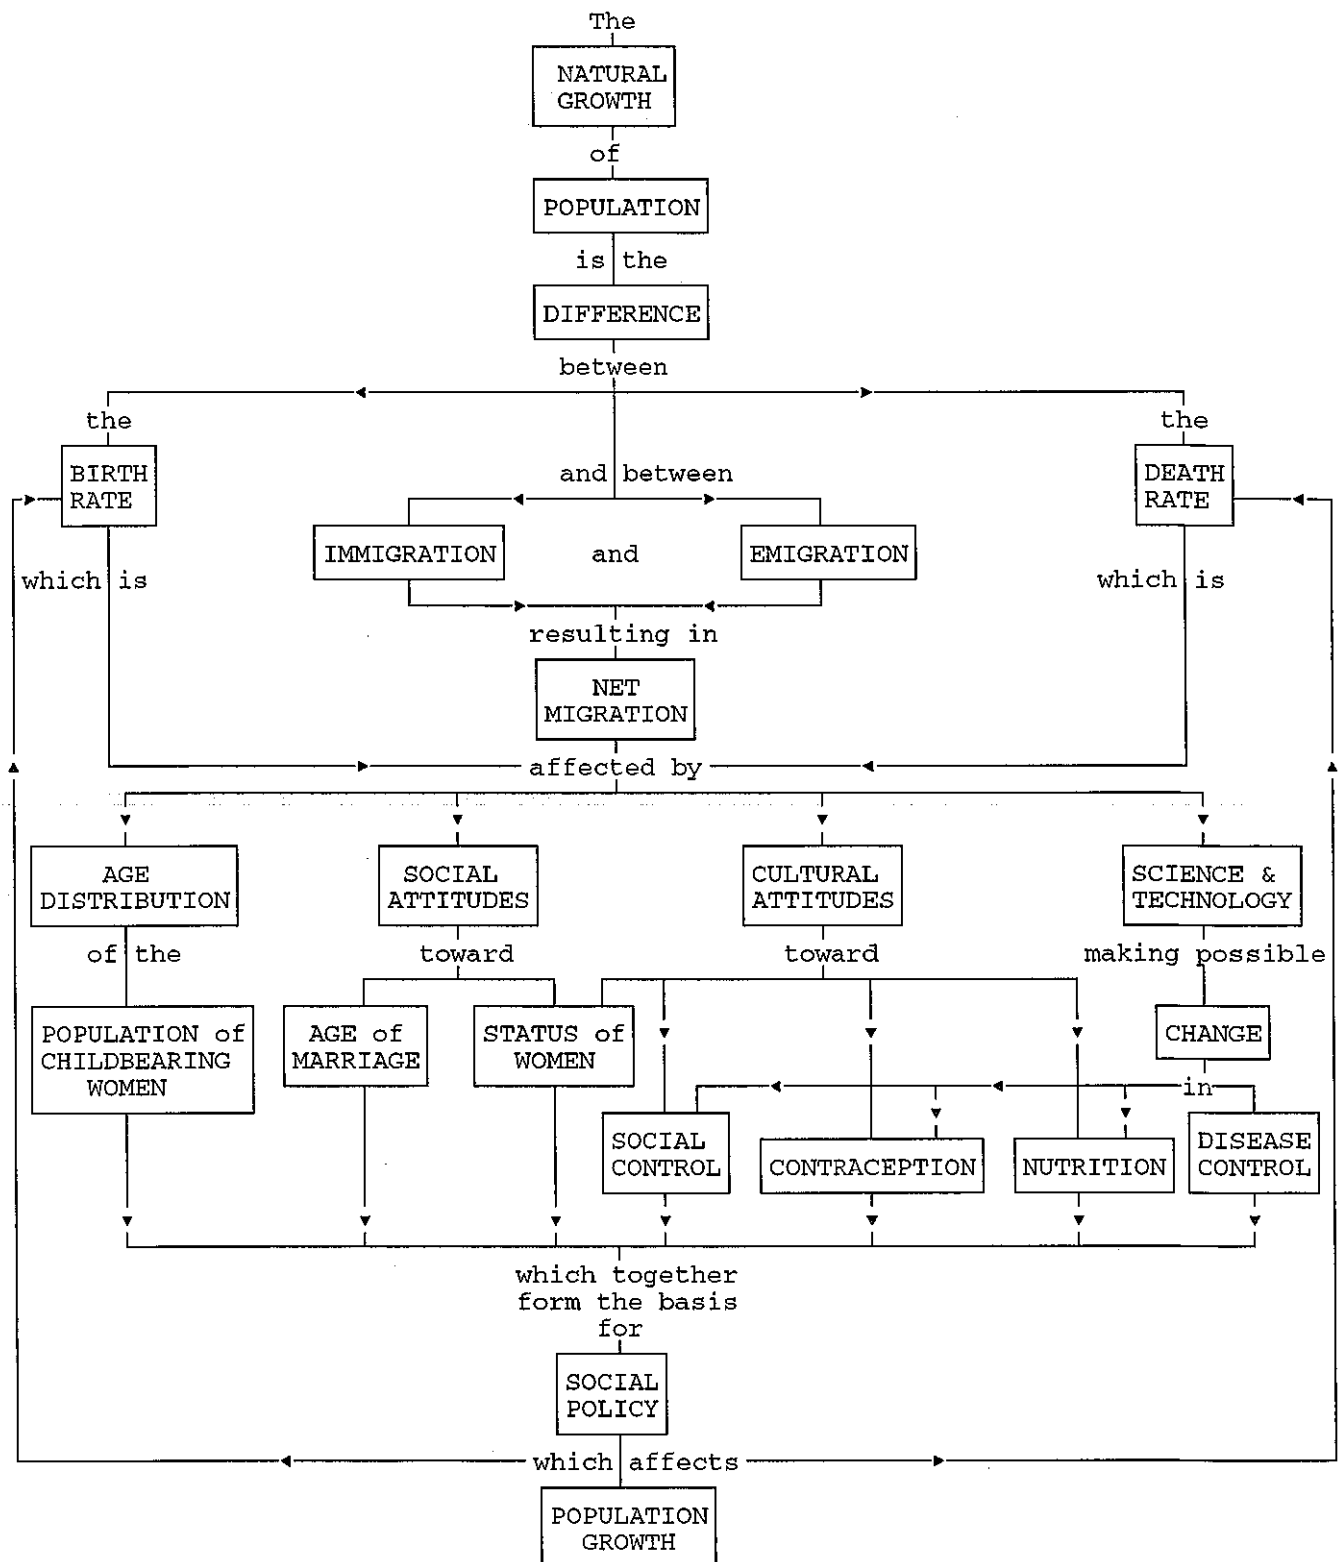 The
NATURAL
GROWTH
of
POPULATION
is the
DIFFERENCE
between
the
the
BIRTH
RATE
and between
DEATH
RATE
IMMIGRATION
and
EMIGRATION
which is
which is
resulting in
NET
MIGRATION
affected by
AGE
DISTRIBUTION
SOCIAL
ATTITUDES
CULTURAL
ATTITUDES
SCIENCE &
TECHNOLOGY
of the
toward
toward
making possible
POPULATION of
CHILDBEARING
WOMEN
AGE of
MARRIAGE
STATUS of
WOMEN
CHANGE
in
SOCIAL
CONTROL
CONTRACEPTION
NUTRITION
DISEASE
CONTROL
which together
form the basis
for
SOCIAL
POLICY
which affects
POPULATION
GROWTH